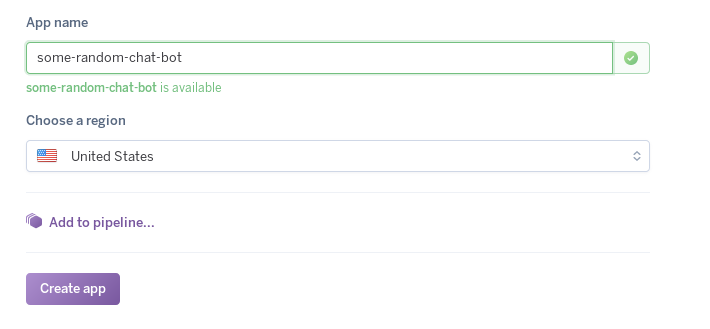 App name
some-random-chat-bot
some-random-chat-bot is available
Choose a region
United States
Add to pipeline...
Create app